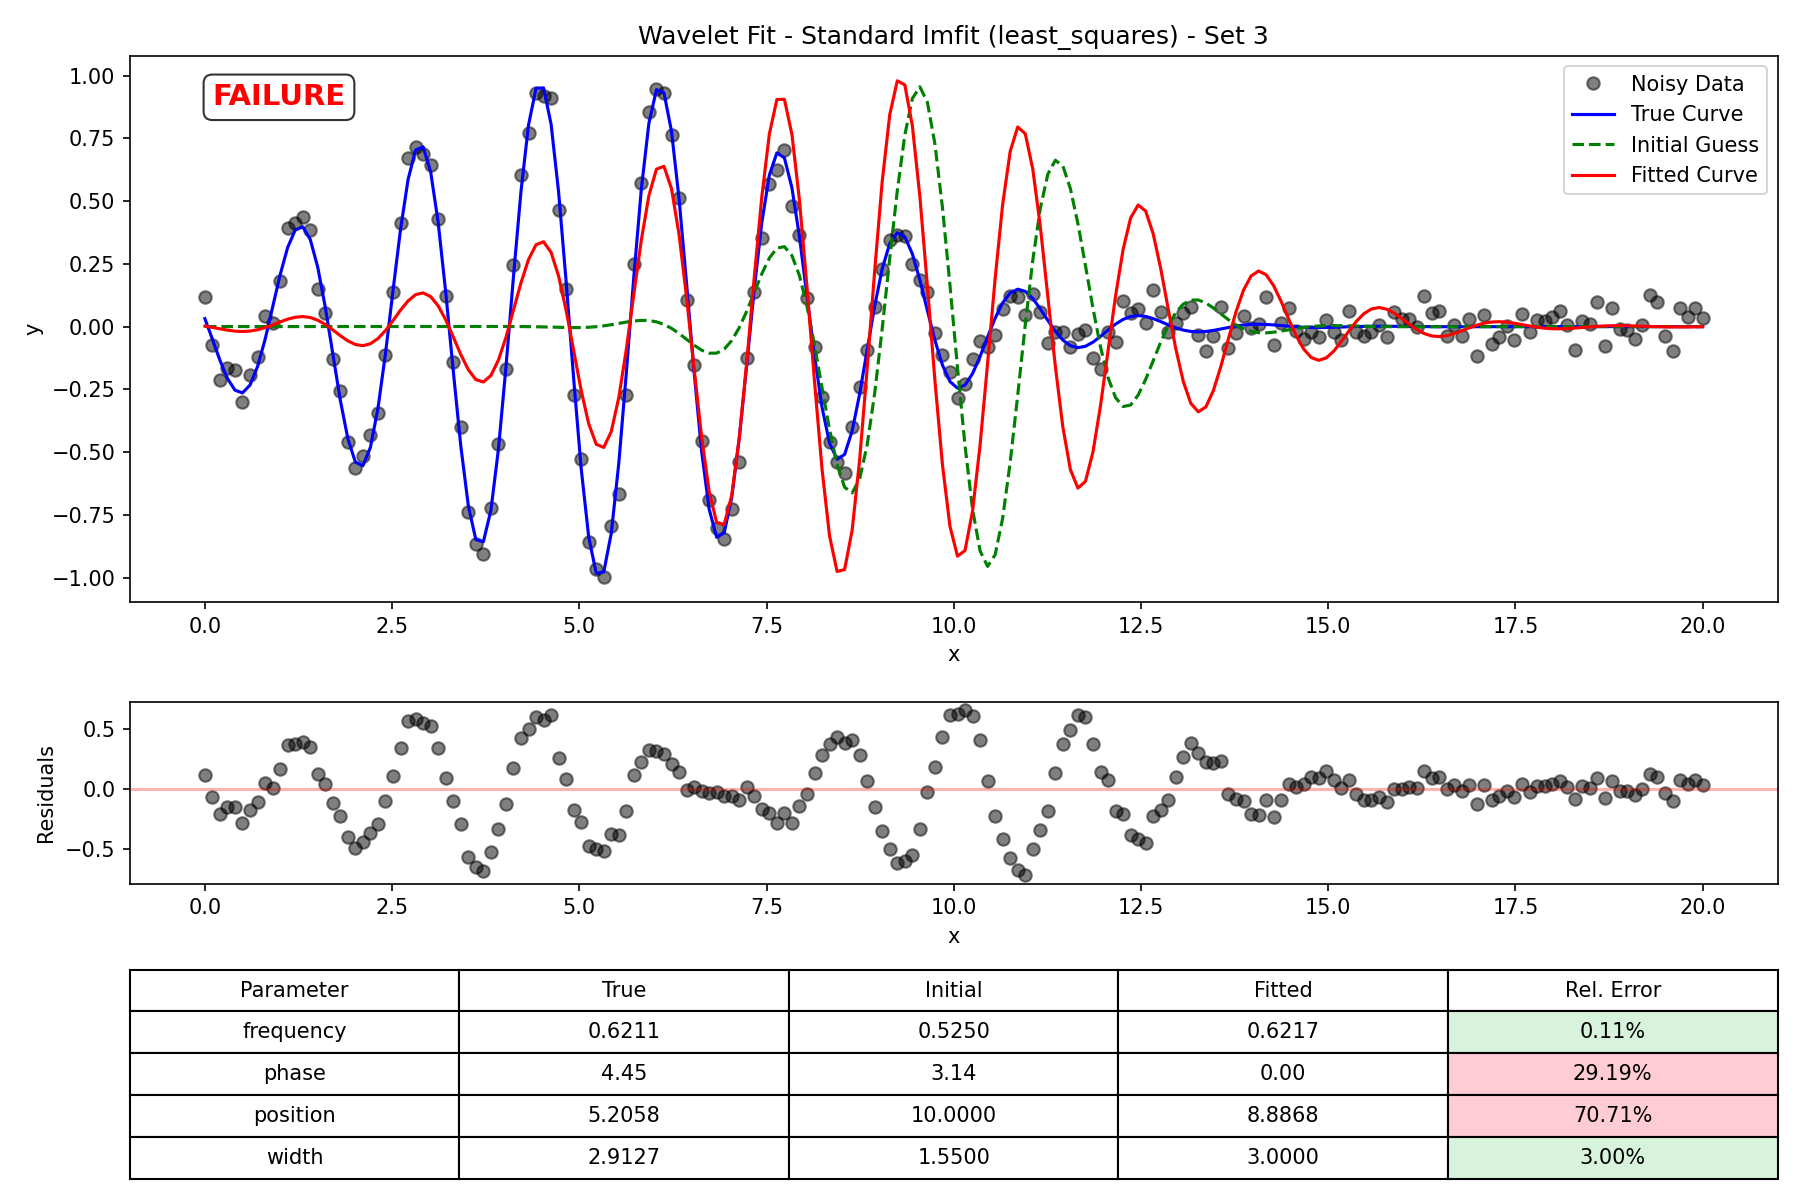 Wavelet Fit - Standard lmfit (least_squares) - Set 3
FAILURE
Noisy Data
True Curve
Initial Guess
Fitted Curve
y
1.00
0.75
0.50
0.25
0.00
−0.25
−0.50
−0.75
−1.00
0.0 2.5 5.0 7.5 10.0 12.5 15.0 17.5 20.0
x
Residuals
0.5
0.0
−0.5
0.0 2.5 5.0 7.5 10.0 12.5 15.0 17.5 20.0
x
Parameter True Initial Fitted Rel. Error
frequency 0.6211 0.5250 0.6217 0.11%
phase 4.45 3.14 0.00 29.19%
position 5.2058 10.0000 8.8868 70.71%
width 2.9127 1.5500 3.0000 3.00%